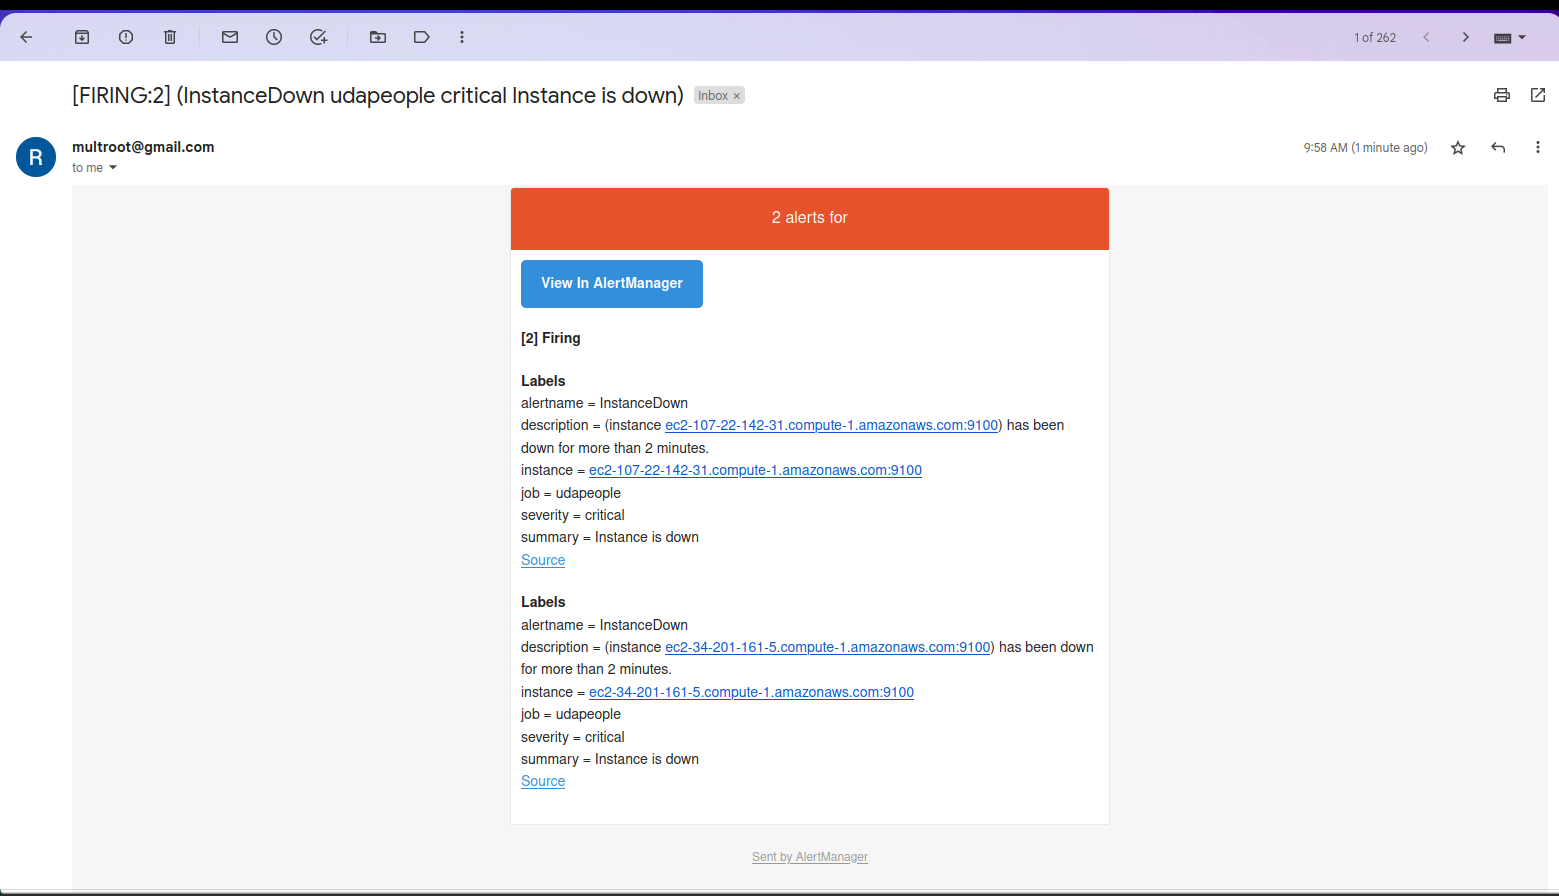 1 of 262
[FIRING:2] (InstanceDown udapeople critical Instance is down) Inbox ×
R
multroot@gmail.com
9:58 AM (1 minute ago)
to me
2 alerts for
View In AlertManager
[2] Firing
Labels
alertname = InstanceDown
description = (instance ec2-107-22-142-31.compute-1.amazonaws.com:9100) has been
down for more than 2 minutes.
instance = ec2-107-22-142-31.compute-1.amazonaws.com:9100
job = udapeople
severity = critical
summary = Instance is down
Source
Labels
alertname = InstanceDown
description = (instance ec2-34-201-161-5.compute-1.amazonaws.com:9100) has been down
for more than 2 minutes.
instance = ec2-34-201-161-5.compute-1.amazonaws.com:9100
job = udapeople
severity = critical
summary = Instance is down
Source
Sent by AlertManager